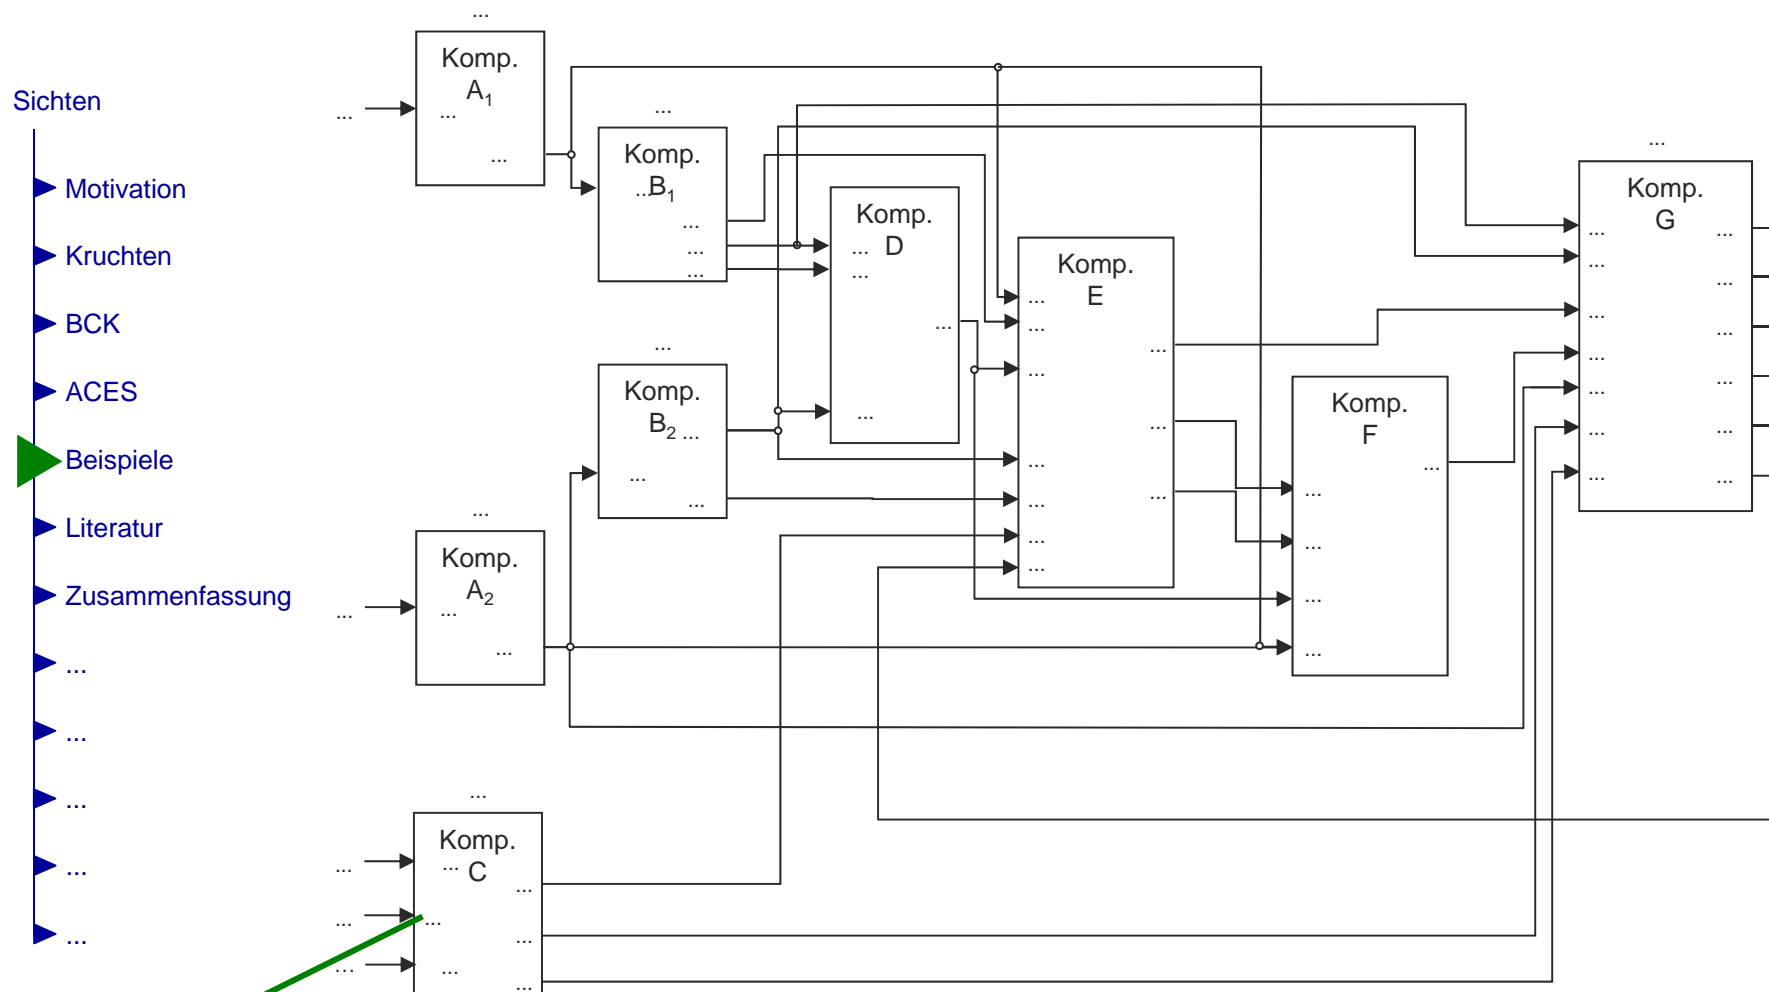 Sichten
Motivation
Kruchten
BCK
ACES
Beispiele
Literatur
Zusammenfassung
...
...
...
...
...
...
Komp.
A1
...
...
...
...
Komp.
B1
...
...
...
...
Komp.
D
...
...
...
...
Komp.
E
...
...
...
...
...
...
...
...
...
...
...
Komp.
B2 ...
...
...
...
Komp.
A2
...
...
...
Komp.
F
...
...
...
...
...
...
Komp.
G
...
...
...
...
...
...
...
...
...
...
...
...
...
...
Komp.
C
...
...
...
...
...
...
...
...
...